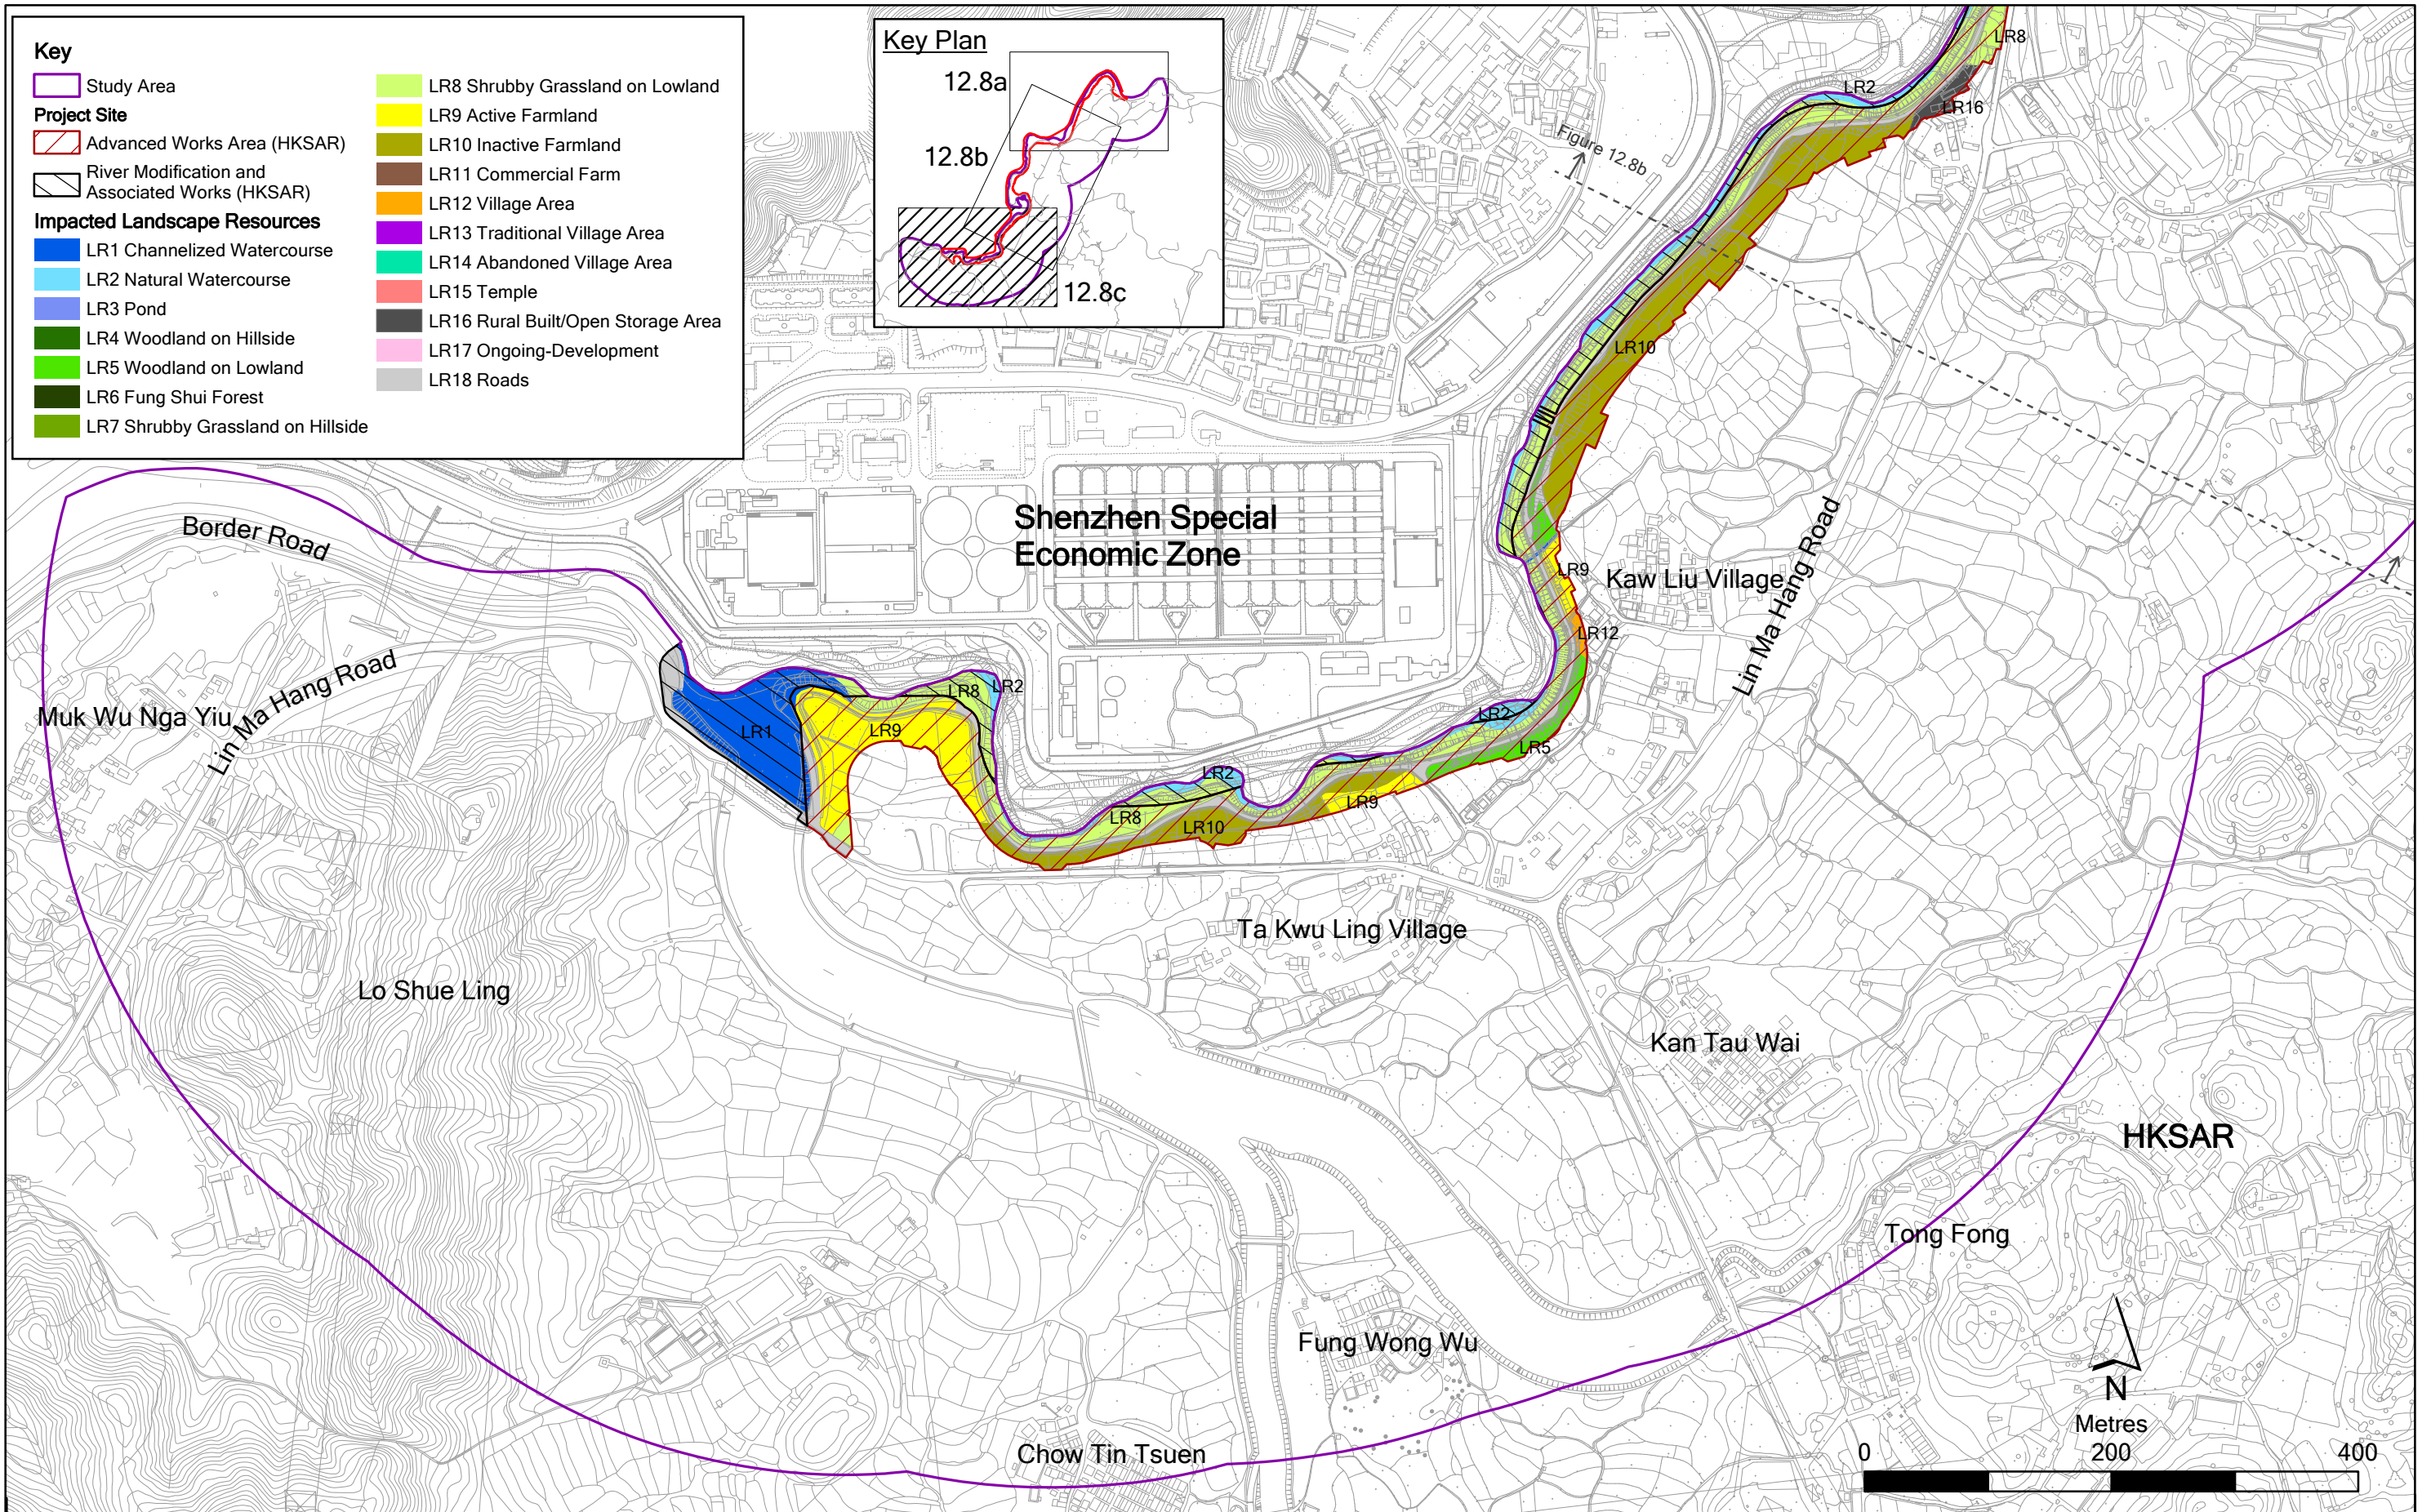 Key
Study Area
Project Site
Advanced Works Area (HKSAR)
River Modification and
Associated Works (HKSAR)
Impacted Landscape Resources
LR1 Channelized Watercourse
LR2 Natural Watercourse
LR3 Pond
LR4 Woodland on Hillside
LR5 Woodland on Lowland
LR6 Fung Shui Forest
LR7 Shrubby Grassland on Hillside
LR8 Shrubby Grassland on Lowland
LR9 Active Farmland
LR10 Inactive Farmland
LR11 Commercial Farm
LR12 Village Area
LR13 Traditional Village Area
LR14 Abandoned Village Area
LR15 Temple
LR16 Rural Built/Open Storage Area
LR17 Ongoing-Development
LR18 Roads
Key Plan
12.8a
12.8b
12.8c
LR8
LR2
LR16
Figure 12.8b
LR10
Shenzhen Special
Economic Zone
Border Road
LR9
Kaw Liu Village
Lin Ma Hang Road
LR12
Lin Ma Hang Road
Muk Wu Nga Yiu
LR1
LR9
LR8
LR2
LR2
LR5
LR2
LR9
LR8
LR10
Ta Kwu Ling Village
Lo Shue Ling
Kan Tau Wai
HKSAR
Tong Fong
Fung Wong Wu
Chow Tin Tsuen
N
Metres
0
200
400